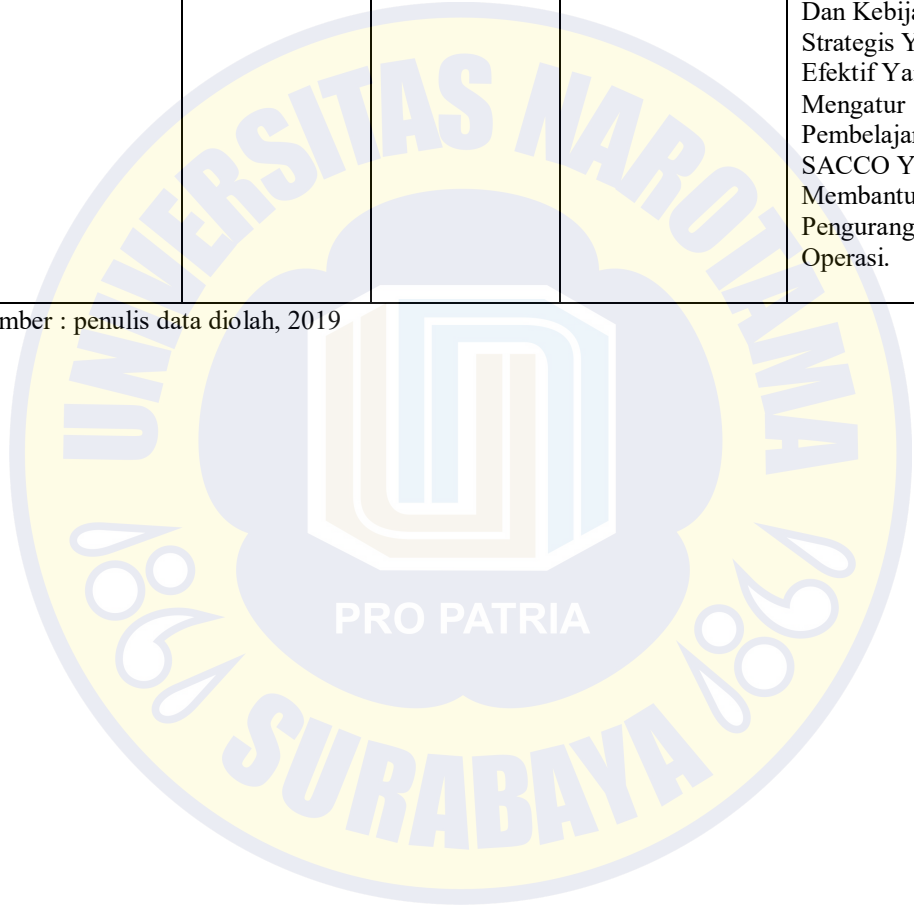 Dan Kebija
Strategis Y
Efektif Ya
Mengatur
Pembelajar
SACCO Y
Membantu
Pengurang
Operasi.
mber : penulis data diolah, 2019
UNIVERSITAS NAROTAMA
PRO PATRIA
SURABAYA